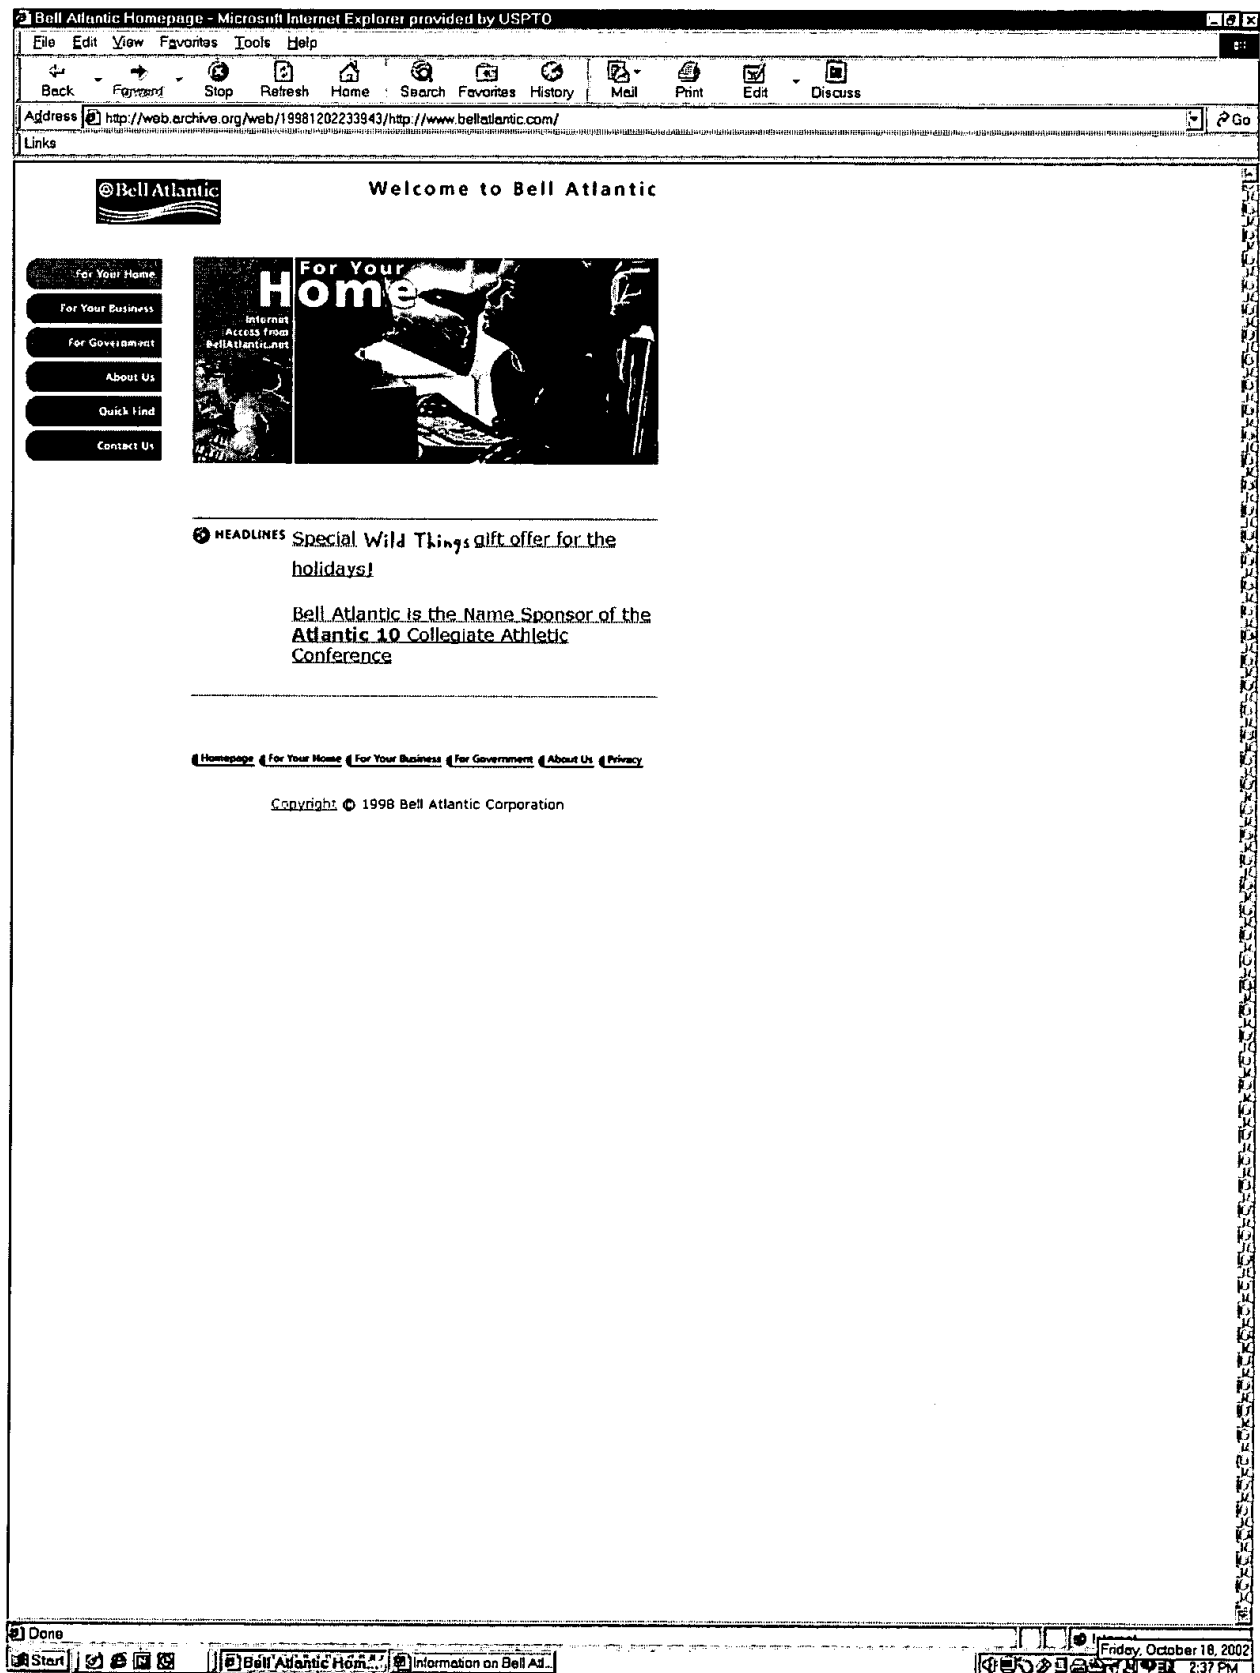 Bell Atlantic Homepage - Microsoft Internet Explorer provided by USPTO
File Edit View Favorites Tools Help
Back Forward Stop Refresh Home Search Favorites History Mail Print Edit Discuss
Address http://web.archive.org/web/19981202233943/http://www.bellatlantic.com/ Go
Links
Bell Atlantic
Welcome to Bell Atlantic
For Your Home
For Your Business
For Government
About Us
Quick Find
Contact Us
For Your
Home
Internet
Access from
BellAtlantic.net
HEADLINES Special Wild Things gift offer for the
holidays!
Bell Atlantic is the Name Sponsor of the
Atlantic 10 Collegiate Athletic
Conference
Homepage For Your Home For Your Business For Government About Us Privacy
Copyright © 1998 Bell Atlantic Corporation
Done
Friday, October 18, 2002
Start Bell Atlantic Hom... Information on Bell Atl... 2:37 PM